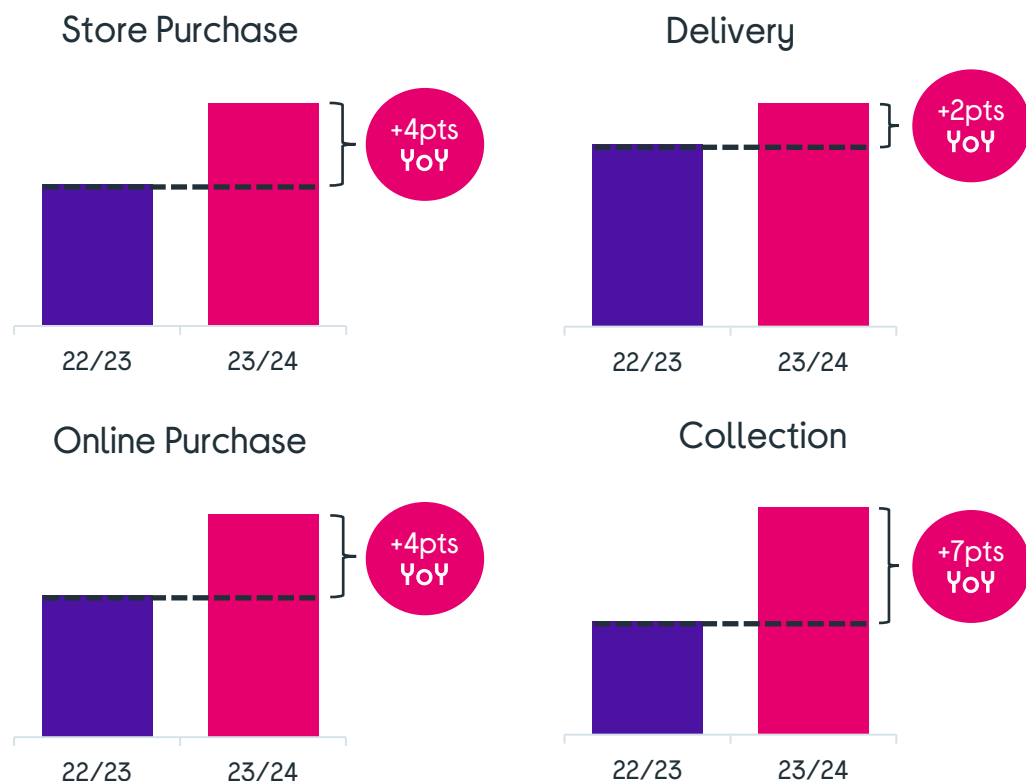 Store Purchase
+4pts
YoY
22/23
23/24
Delivery
+2pts
YoY
22/23
23/24
Online Purchase
+4pts
YoY
22/23
23/24
Collection
+7pts
YoY
22/23
23/24